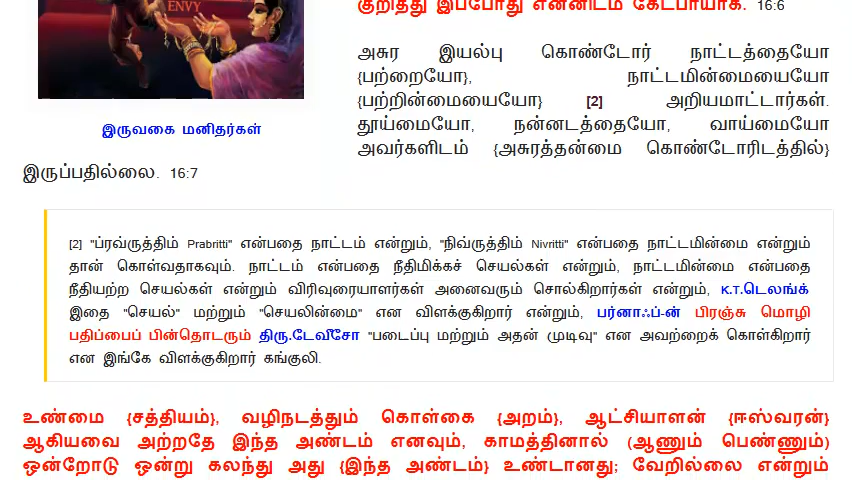 ENVY
குறித்து இப்போது என்னிடம் கேட்பாயாக. 16:6
அசுர இயல்பு கொண்டோர் நாட்டத்தையோ
{பற்றையோ}, நாட்டமின்மையையோ
{பற்றின்மையையோ} [2] அறியமாட்டார்கள்.
தூய்மையோ, நன்னடத்தையோ, வாய்மையோ
அவர்களிடம் {அசுரத்தன்மை கொண்டோரிடத்தில்}
இருவகை மனிதர்கள்
இருப்பதில்லை. 16:7
[2] "ப்ரவ்ருத்திம் Prabritti" என்பதை நாட்டம் என்றும், "நிவ்ருத்திம் Nivritti" என்பதை நாட்டமின்மை என்றும்
தான் கொள்வதாகவும். நாட்டம் என்பதை நீதிமிக்கச் செயல்கள் என்றும், நாட்டமின்மை என்பதை
நீதியற்ற செயல்கள் என்றும் விரிவுரையாளர்கள் அனைவரும் சொல்கிறார்கள் என்றும், K.T.டெலங்க்
இதை "செயல்" மற்றும் "செயலின்மை" என விளக்குகிறார் என்றும், பர்னாஃப்-ன் பிரஞ்சு மொழி
பதிப்பைப் பின்தொடரும் திரு.டேவீசோ "படைப்பு மற்றும் அதன் முடிவு" என அவற்றைக் கொள்கிறார்
என இங்கே விளக்குகிறார் கங்குலி.
உண்மை {சத்தியம்}, வழிநடத்தும் கொள்கை {அறம்}, ஆட்சியாளன் {ஈஸ்வரன்}
ஆகியவை அற்றதே இந்த அண்டம் எனவும், காமத்தினால் (ஆணும் பெண்ணும்)
ஒன்றோடு ஒன்று கலந்து அது {இந்த அண்டம்} உண்டானது; வேறில்லை என்றும்